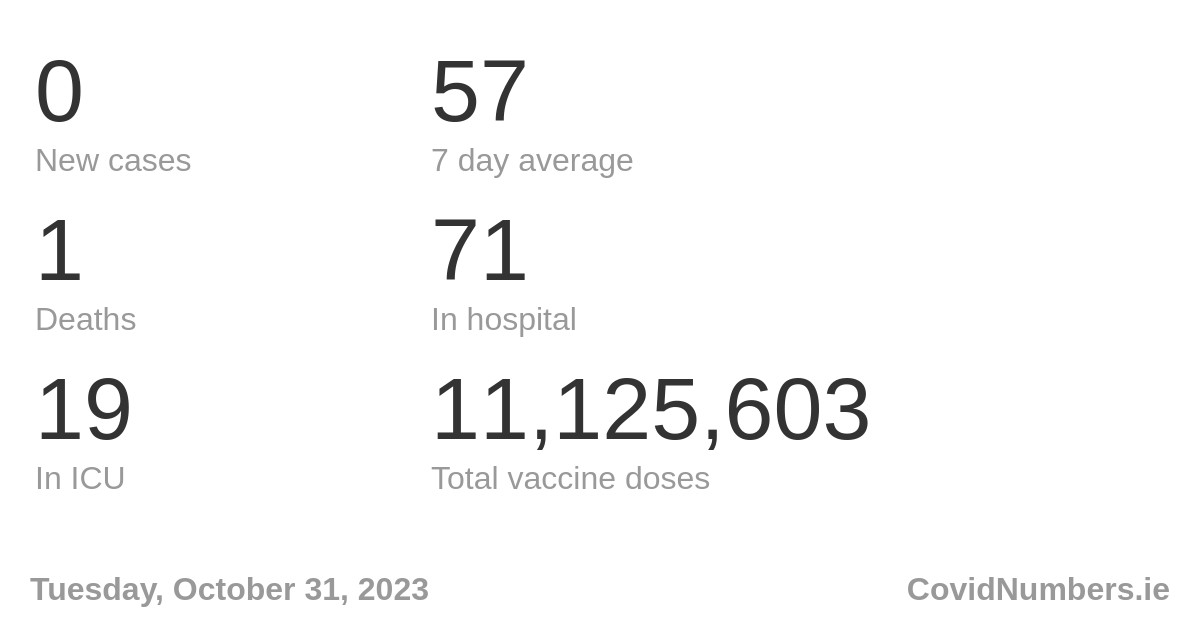 0
57
New cases
7 day average
1
71
Deaths
In hospital
19
11,125,603
In ICU
Total vaccine doses
Tuesday, October 31, 2023
CovidNumbers.ie